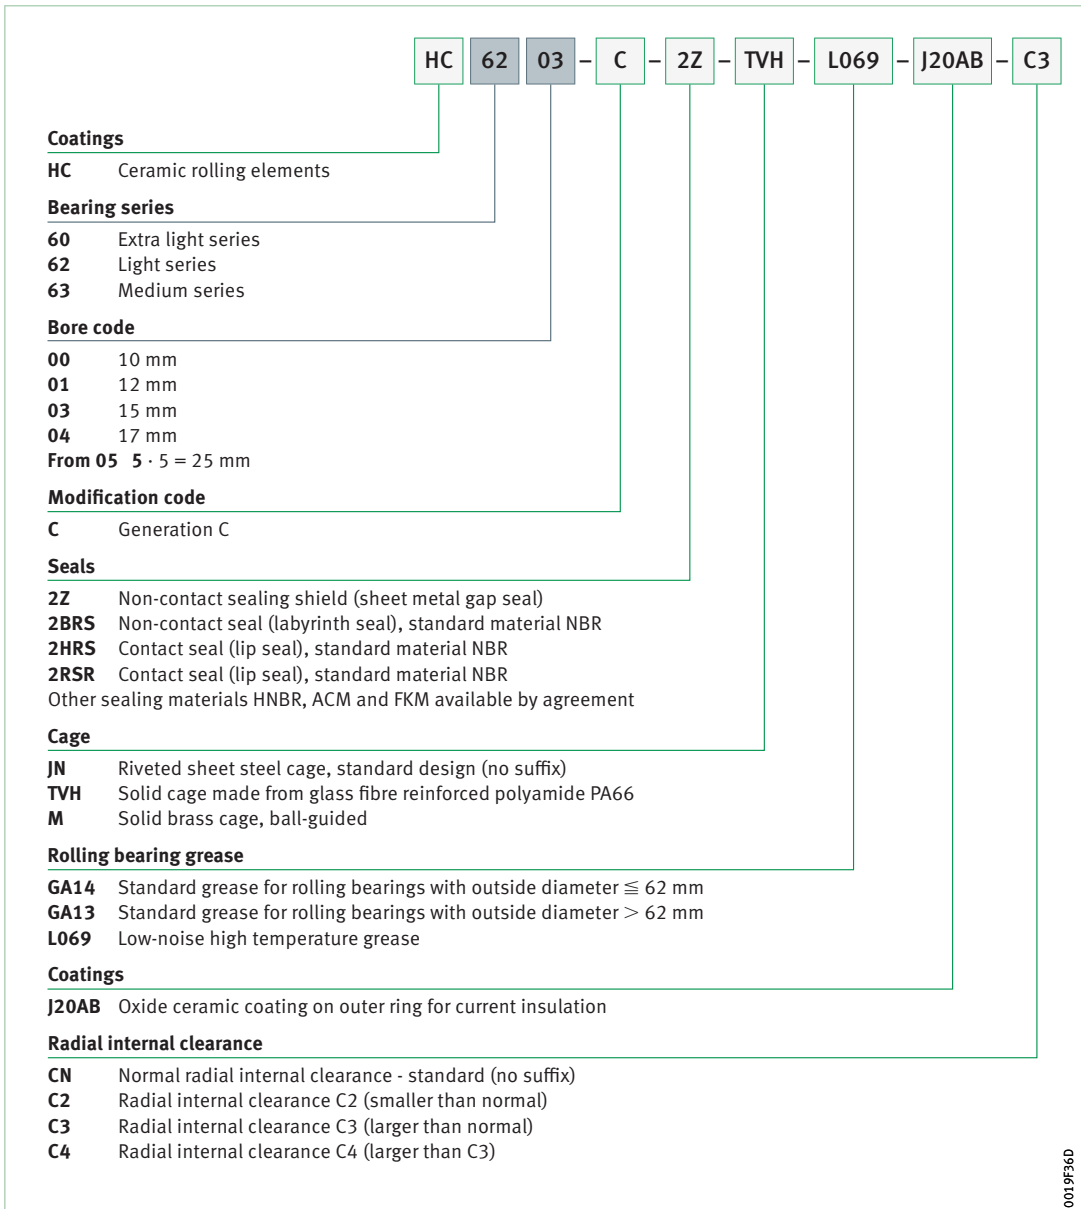 HC 62 03 – C – 2Z – TVH – L069 – J20AB – C3
Coatings
HC Ceramic rolling elements
Bearing series
60 Extra light series
62 Light series
63 Medium series
Bore code
00 10 mm
01 12 mm
03 15 mm
04 17 mm
From 05 5 · 5 = 25 mm
Modification code
C Generation C
Seals
2Z Non-contact sealing shield (sheet metal gap seal)
2BRS Non-contact seal (labyrinth seal), standard material NBR
2HRS Contact seal (lip seal), standard material NBR
2RSR Contact seal (lip seal), standard material NBR
Other sealing materials HNBR, ACM and FKM available by agreement
Cage
JN Riveted sheet steel cage, standard design (no suffix)
TVH Solid cage made from glass fibre reinforced polyamide PA66
M Solid brass cage, ball-guided
Rolling bearing grease
GA14 Standard grease for rolling bearings with outside diameter ≦ 62 mm
GA13 Standard grease for rolling bearings with outside diameter > 62 mm
L069 Low-noise high temperature grease
Coatings
J20AB Oxide ceramic coating on outer ring for current insulation
Radial internal clearance
CN Normal radial internal clearance - standard (no suffix)
C2 Radial internal clearance C2 (smaller than normal)
C3 Radial internal clearance C3 (larger than normal)
C4 Radial internal clearance C4 (larger than C3)
0019F36D